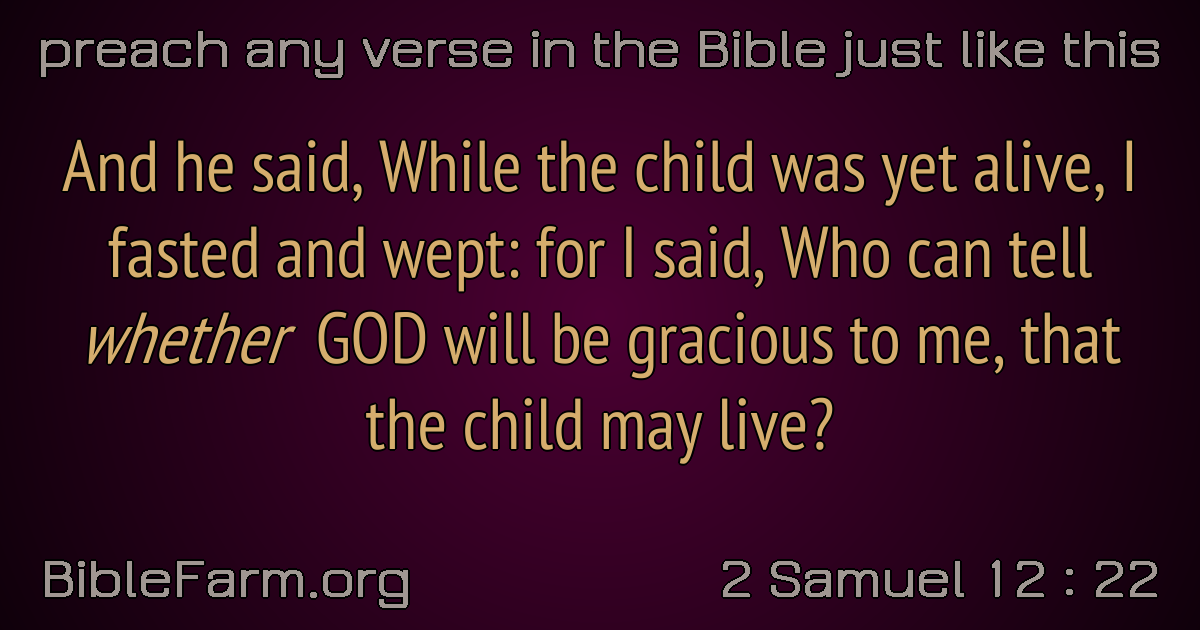 preach any verse in the Bible just like this
And he said, While the child was yet alive, I
fasted and wept: for I said, Who can tell
whether GOD will be gracious to me, that
the child may live?
BibleFarm.org
2 Samuel 12 : 22